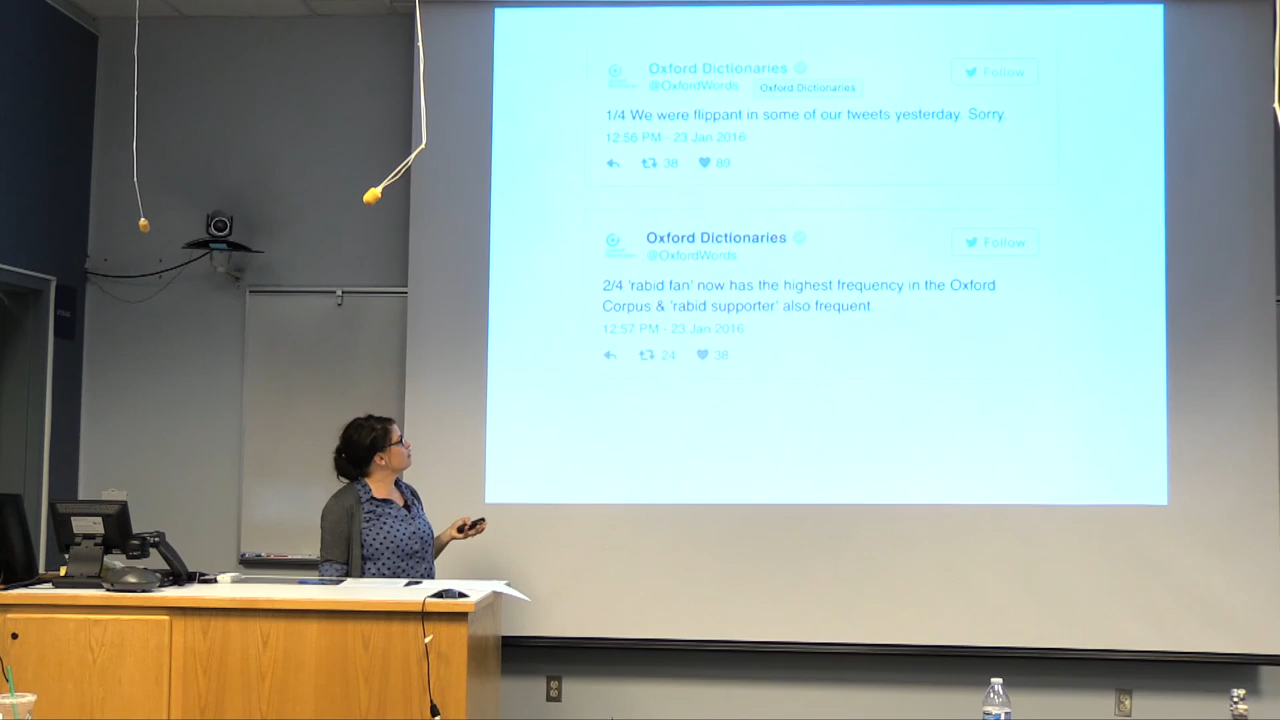 Oxford Dictionaries
Follow
@OxfordWords
Oxford Dictionaries
1/4 We were flippant in some of our tweets yesterday. Sorry.
12:56 PM - 23 Jan 2016
38 89
Oxford Dictionaries
Follow
@OxfordWords
2/4 'rabid fan' now has the highest frequency in the Oxford
Corpus & 'rabid supporter' also frequent.
12:57 PM - 23 Jan 2016
24 38